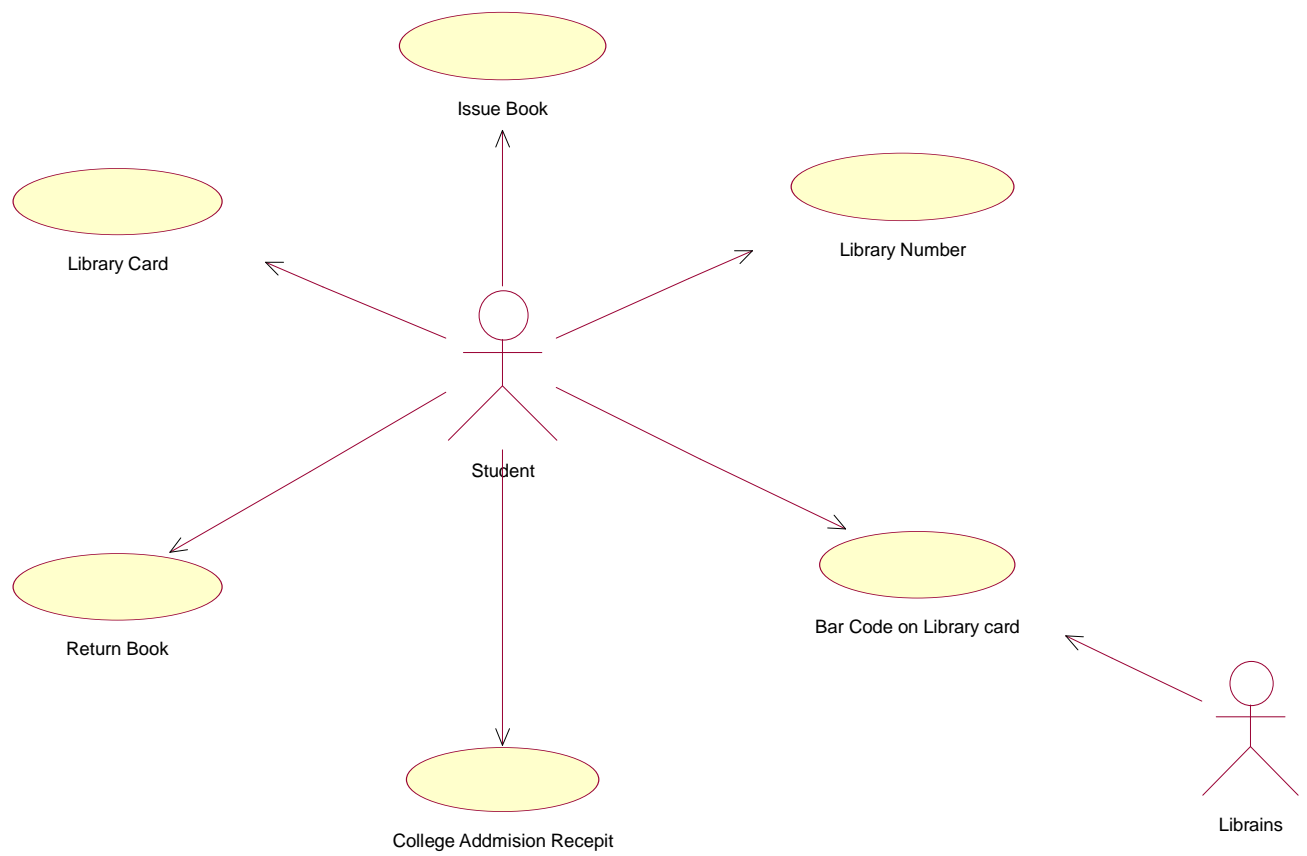 Issue Book
Library Number
Library Card
Student
Bar Code on Library card
Return Book
Librains
College Addmision Recepit